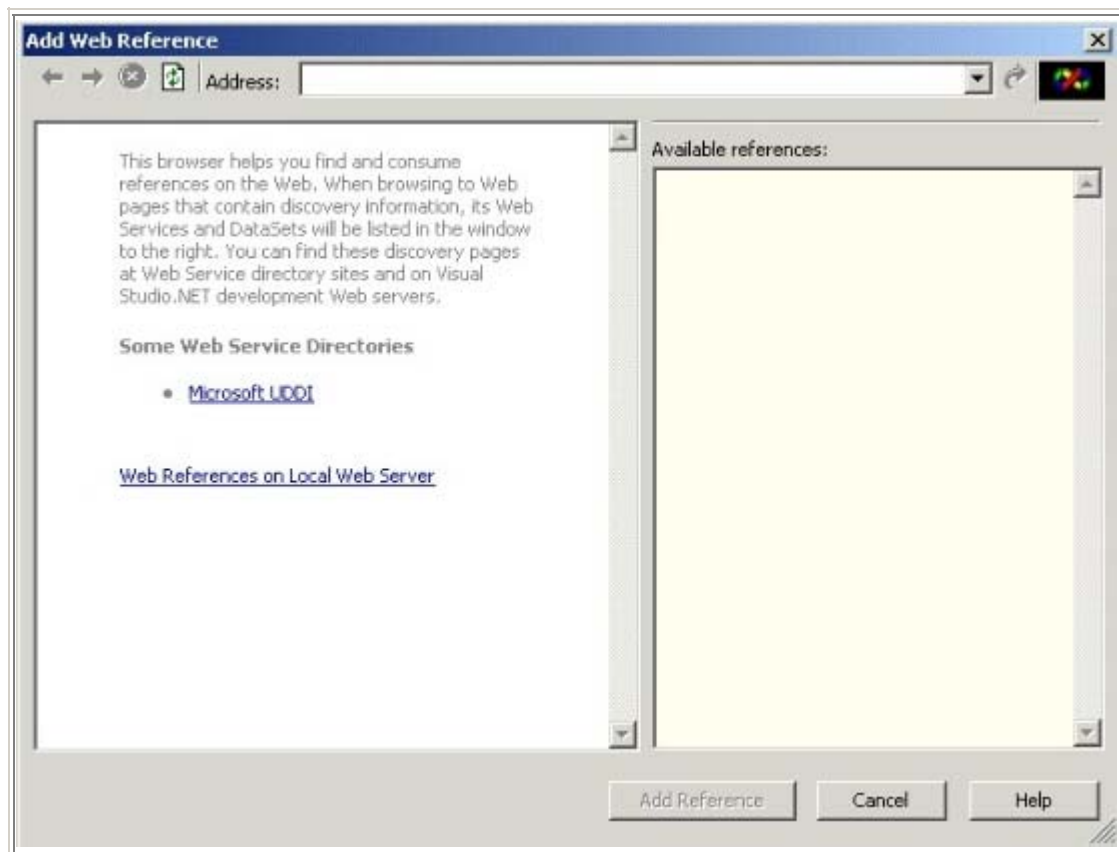 Add Web Reference
Address:
This browser helps you find and consume
references on the Web. When browsing to Web
pages that contain discovery information, its Web
Services and DataSets will be listed in the window
to the right. You can find these discovery pages
at Web Service directory sites and on Visual
Studio.NET development Web servers.
Some Web Service Directories
Microsoft UDDI
Web References on Local Web Server
Available references:
Add Reference
Cancel
Help